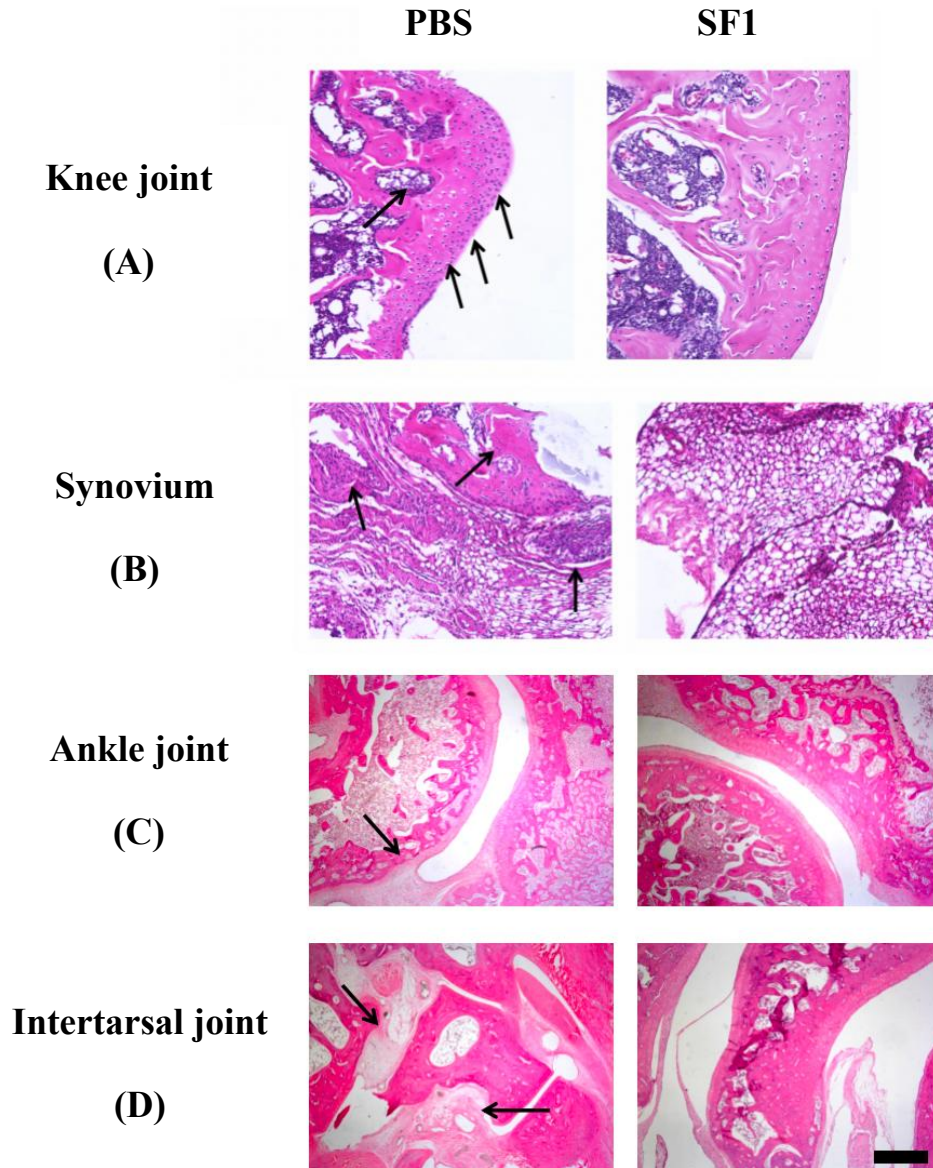 PBS SF1
Knee joint
(A)
Synovium
(B)
Ankle joint
(C)
Intertarsal joint
(D)